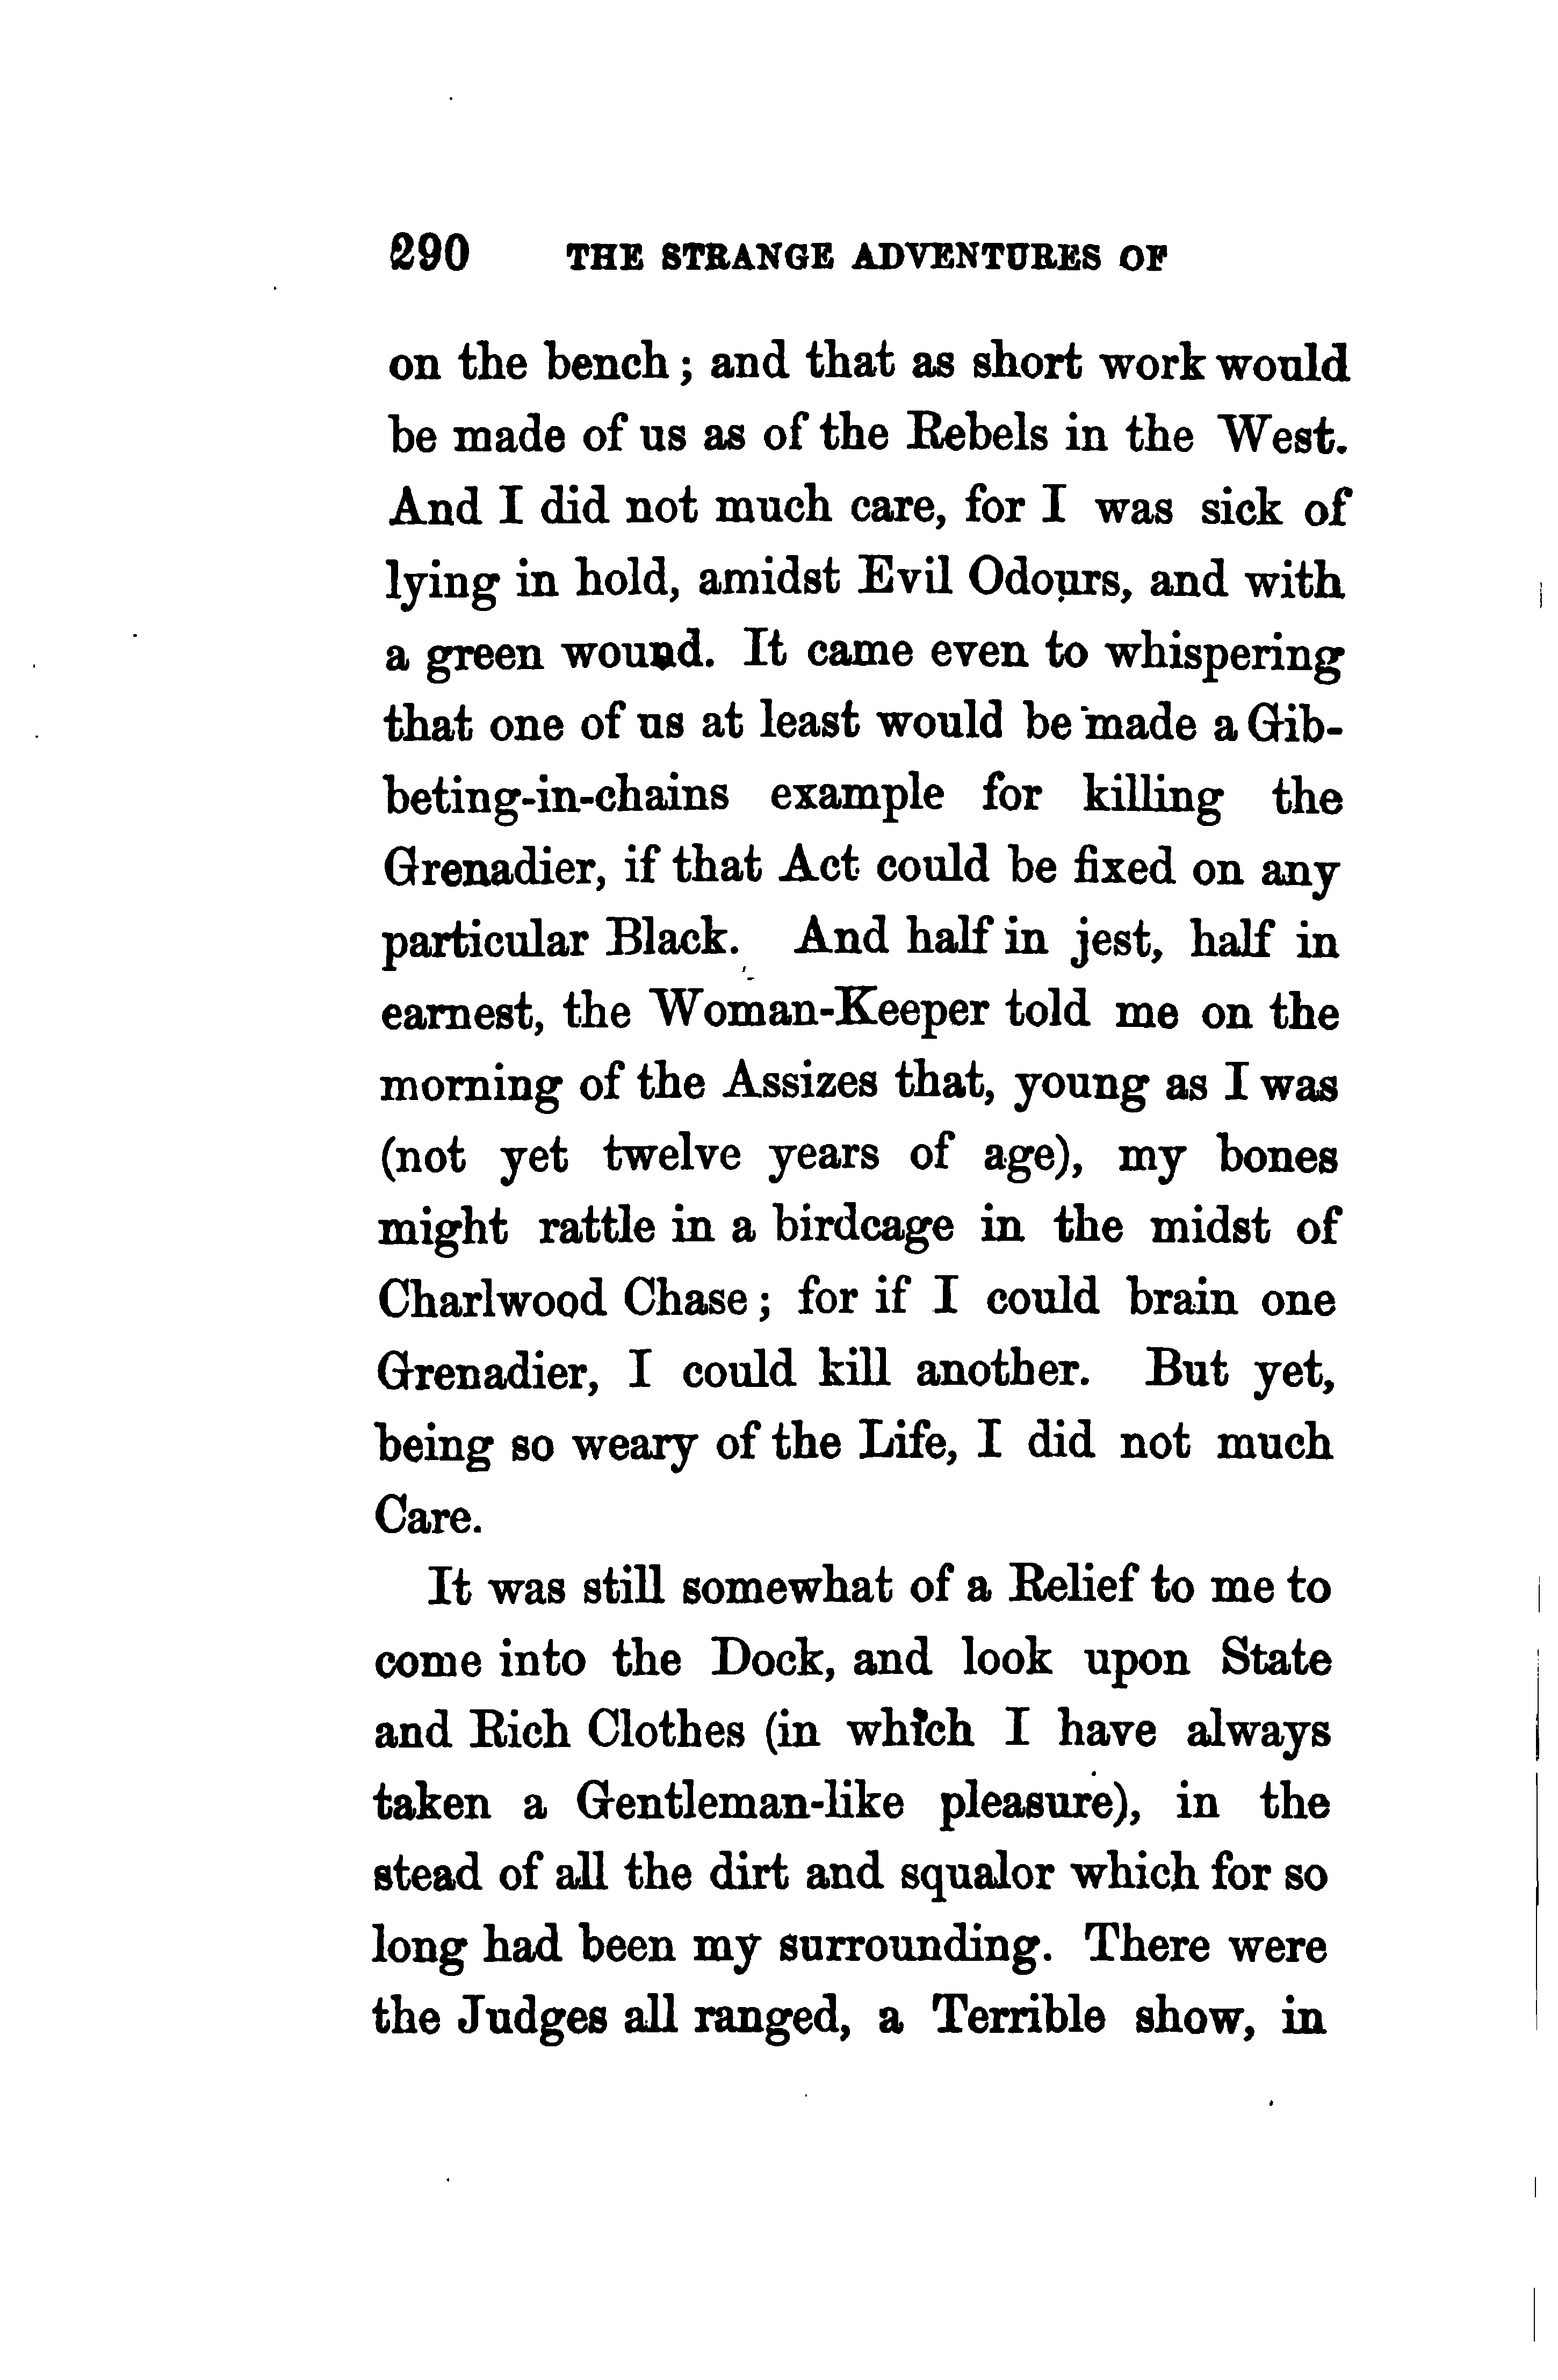 290 THE STRANGE ADVENTURES OF
on the bench; and that as short work would
be made of us as of the Rebels in the West.
And I did not much care, for I was sick of
lying in hold, amidst Evil Odours, and with
a green wound. It came even to whispering
that one of us at least would be made a Gib-
beting-in-chains example for killing the
Grenadier, if that Act could be fixed on any
particular Black. And half in jest, half in
earnest, the Woman-Keeper told me on the
morning of the Assizes that, young as I was
(not yet twelve years of age), my bones
might rattle in a birdcage in the midst of
Charlwood Chase; for if I could brain one
Grenadier, I could kill another. But yet,
being so weary of the Life, I did not much
Care.
It was still somewhat of a Relief to me to
come into the Dock, and look upon State
and Rich Clothes (in which I have always
taken a Gentleman-like pleasure), in the
stead of all the dirt and squalor which for so
long had been my surrounding. There were
the Judges all ranged, a Terrible show, in